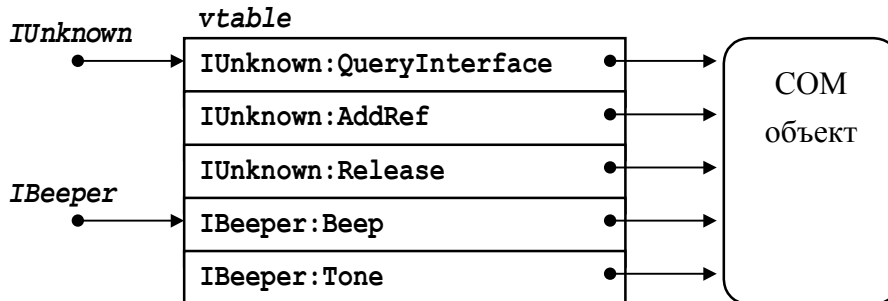 vtable
IUnknown
IUnknown:QueryInterface
IUnknown:AddRef
IUnknown:Release
IBeeper
IBeeper:Beep
IBeeper:Tone
COM
объект